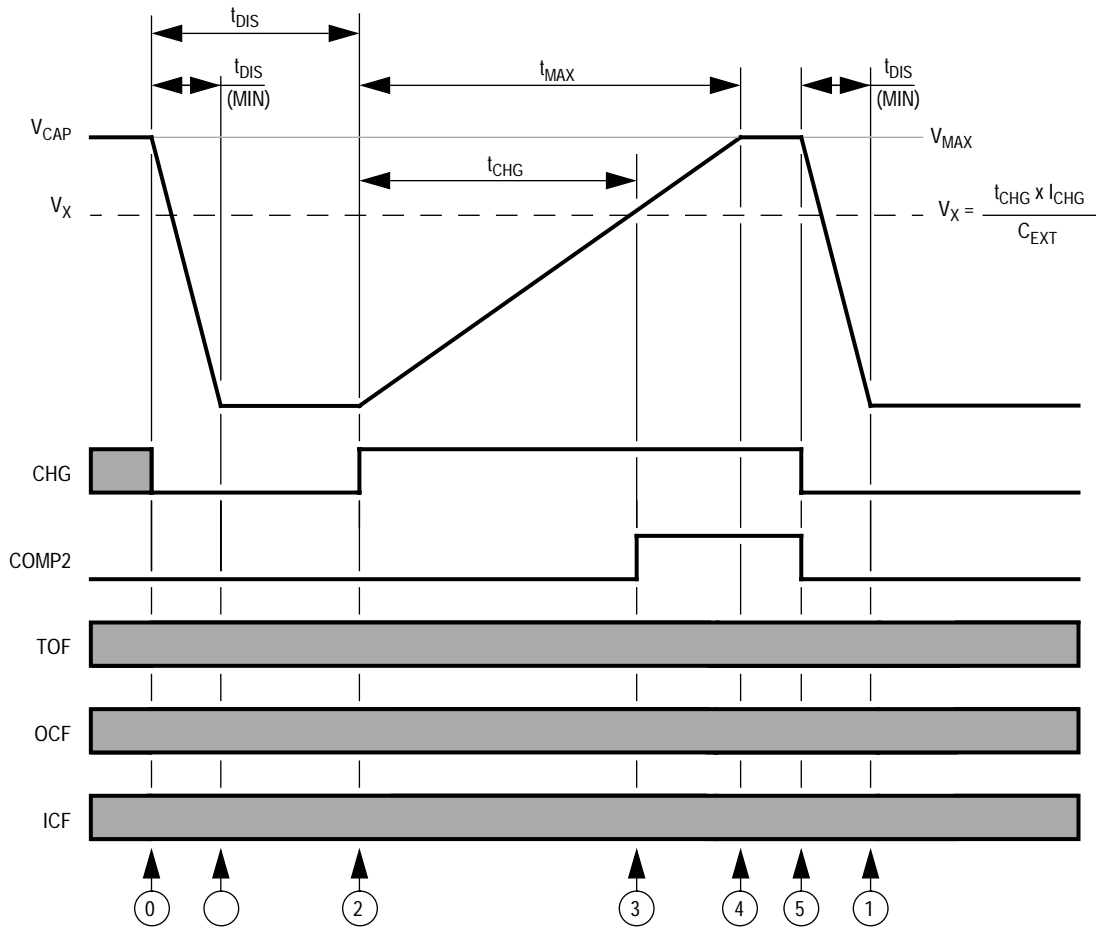 tDIS
tDIS
(MIN)
tMAX
tDIS
(MIN)
VCAP
VMAX
tCHG
VX
VX = tCHG x ICHG
CEXT
CHG
COMP2
TOF
OCF
ICF
0 2 3 4 5 1